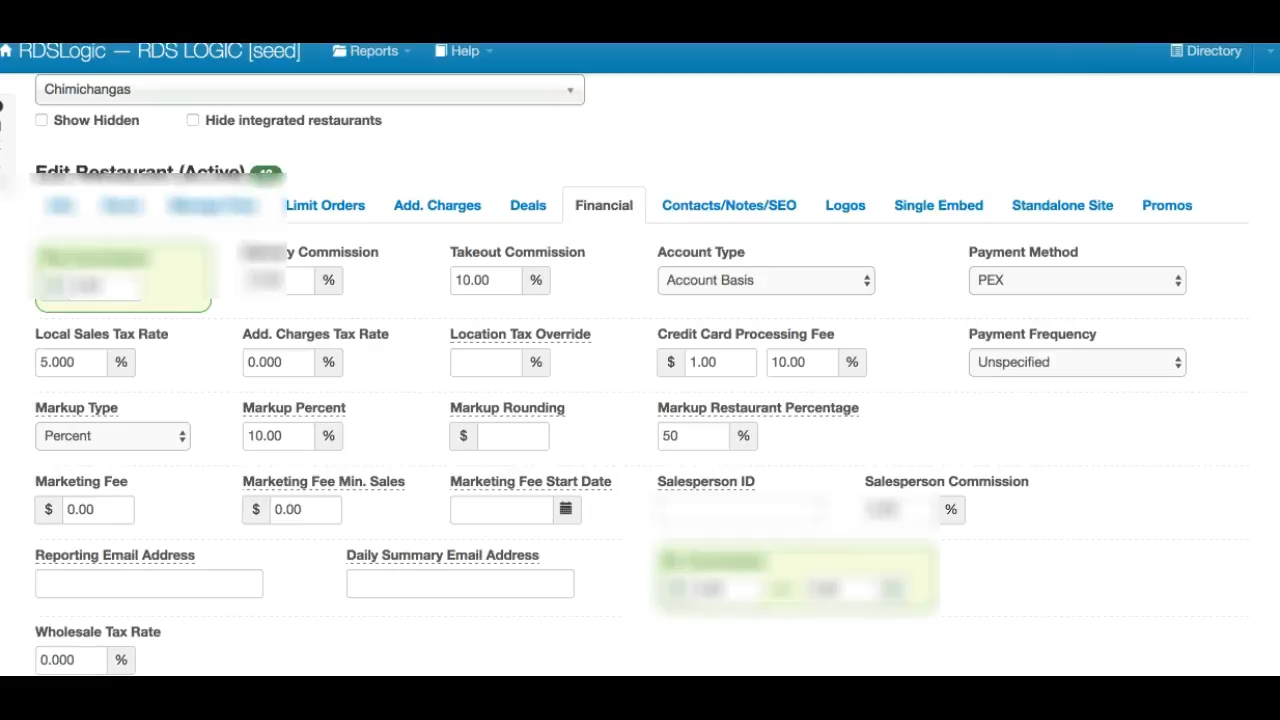 RDSLogic — RDS LOGIC [seed] Reports Help Directory
Chimichangas
Show Hidden Hide integrated restaurants
Edit Restaurant (Active)
Limit Orders Add. Charges Deals Financial Contacts/Notes/SEO Logos Single Embed Standalone Site Promos
y Commission Takeout Commission Account Type Payment Method
% 10.00 % Account Basis PEX
Local Sales Tax Rate Add. Charges Tax Rate Location Tax Override Credit Card Processing Fee Payment Frequency
5.000 % 0.000 % % $ 1.00 10.00 % Unspecified
Markup Type Markup Percent Markup Rounding Markup Restaurant Percentage
Percent 10.00 % $ 50 %
Marketing Fee Marketing Fee Min. Sales Marketing Fee Start Date Salesperson ID Salesperson Commission
$ 0.00 $ 0.00 %
Reporting Email Address Daily Summary Email Address
Wholesale Tax Rate
0.000 %